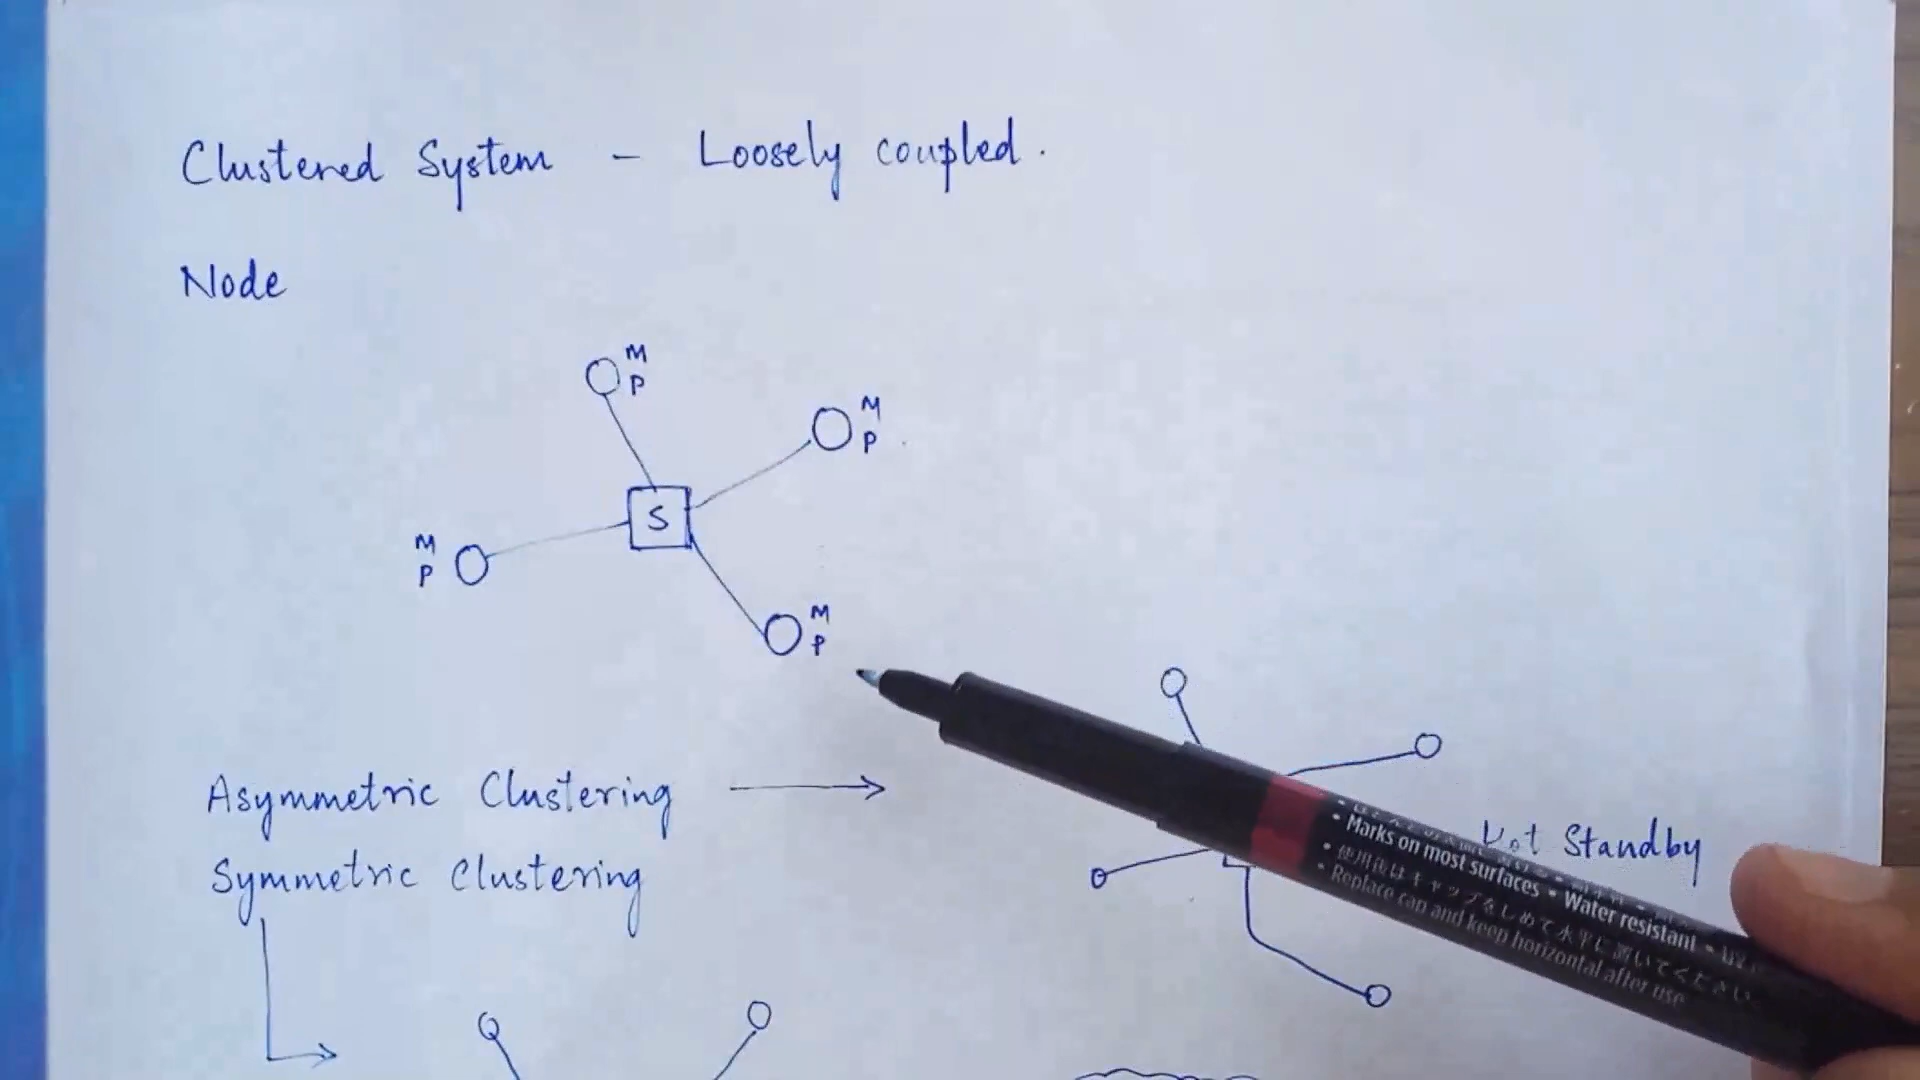 Clustered System - Loosely coupled.
Node
M
P
M
P
S
M
P
M
P
Asymmetric Clustering
Symmetric Clustering
Hot Standby
• Marks on most surfaces • Water resistant •
• Replace cap and keep horizontal after use